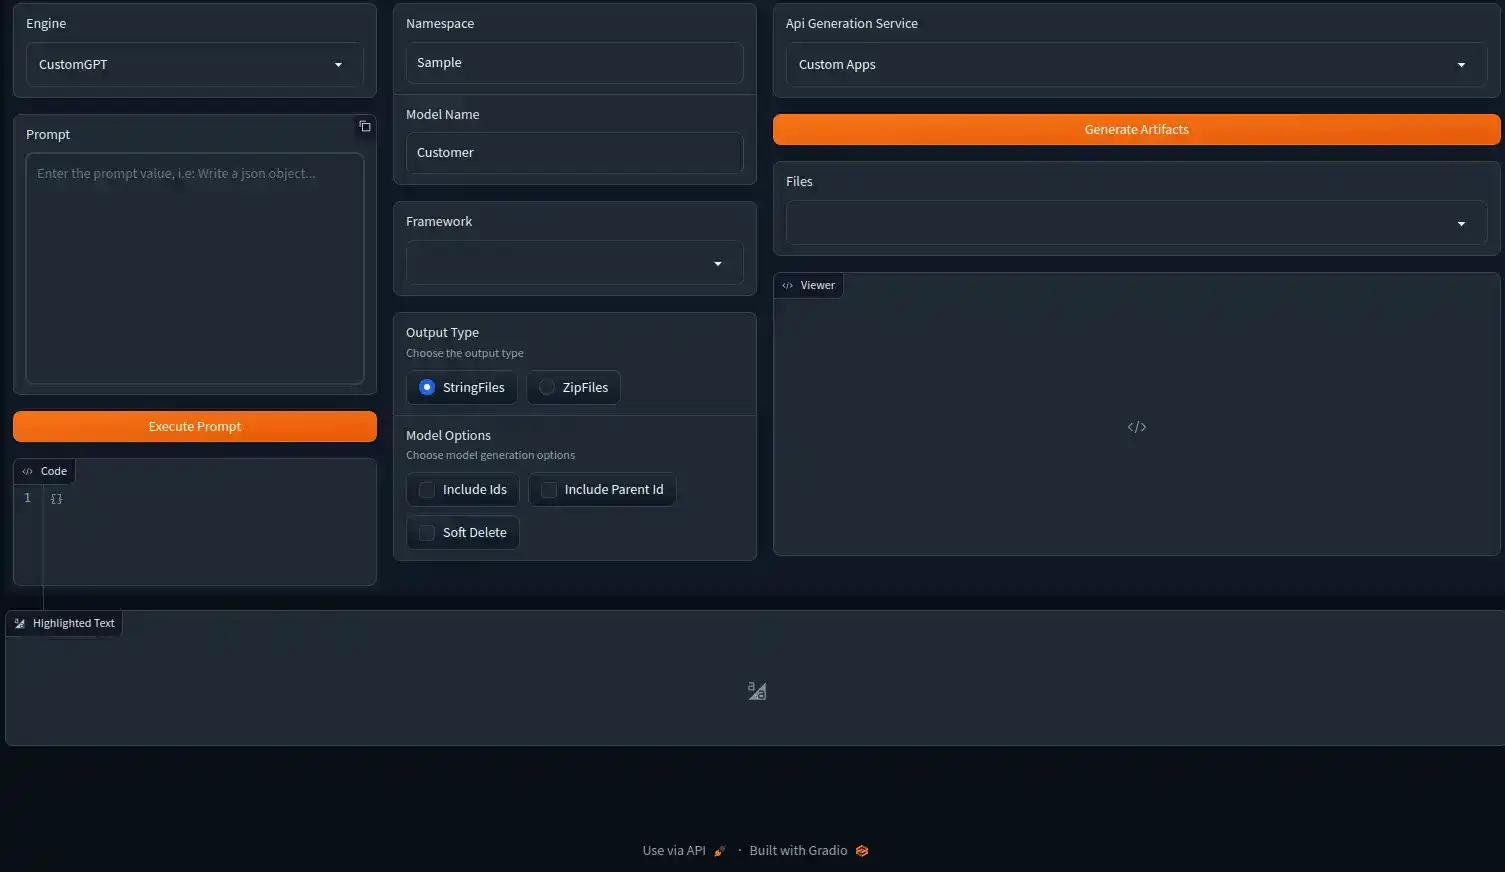 Engine
CustomGPT
Prompt
Enter the prompt value, i.e: Write a json object...
Execute Prompt
</> Code
1 {}
Namespace
Sample
Model Name
Customer
Framework
Output Type
Choose the output type
StringFiles ZipFiles
Model Options
Choose model generation options
Include Ids Include Parent Id
Soft Delete
Api Generation Service
Custom Apps
Generate Artifacts
Files
</> Viewer
</>
Highlighted Text
Use via API · Built with Gradio